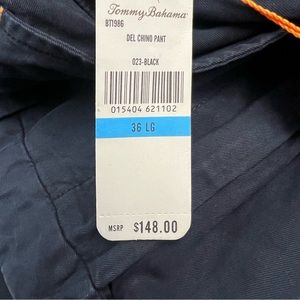 Tommy Bahama
BT1986
DEL CHINO PANT
023-BLACK
015404 621102
36 LG
MSRP $148.00